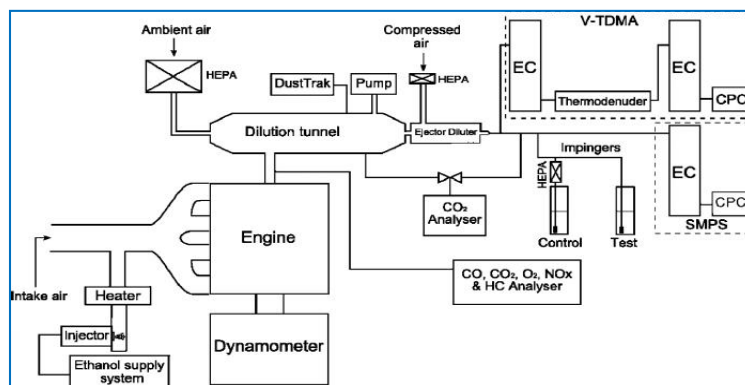 V-TDMA
Ambient air
Compressed
air
HEPA
HEPA
DustTrak
Pump
EC
Thermodenuder
EC
CPC
Dilution tunnel
Ejector Diluter
Impingers
HEPA
EC
CPC
SMPS
CO₂
Analyser
Control
Test
Engine
CO, CO₂, O₂, NOx
& HC Analyser
Intake air
Heater
Injector
Dynamometer
Ethanol supply
system